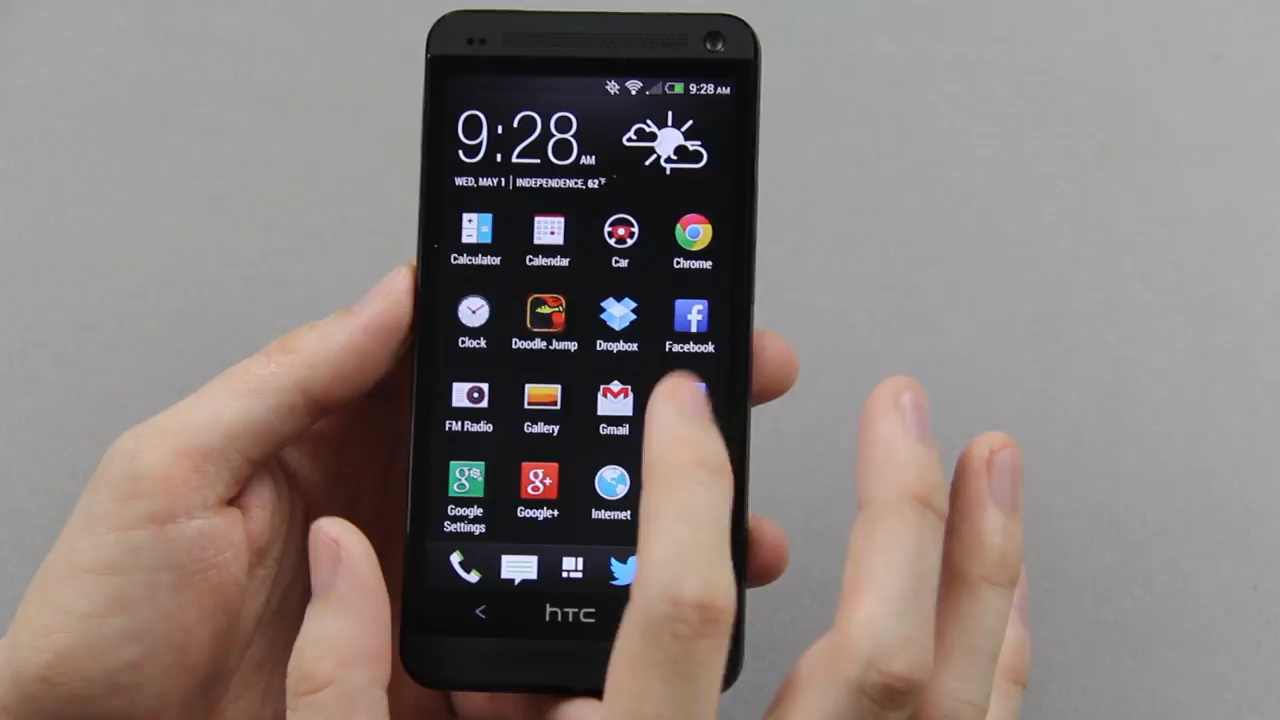 9:28 AM
9:28 AM
WED, MAY 1 | INDEPENDENCE, 62°F
Calculator Calendar Car Chrome
Clock Doodle Jump Dropbox Facebook
FM Radio Gallery Gmail
Google Settings Google+ Internet
hTC